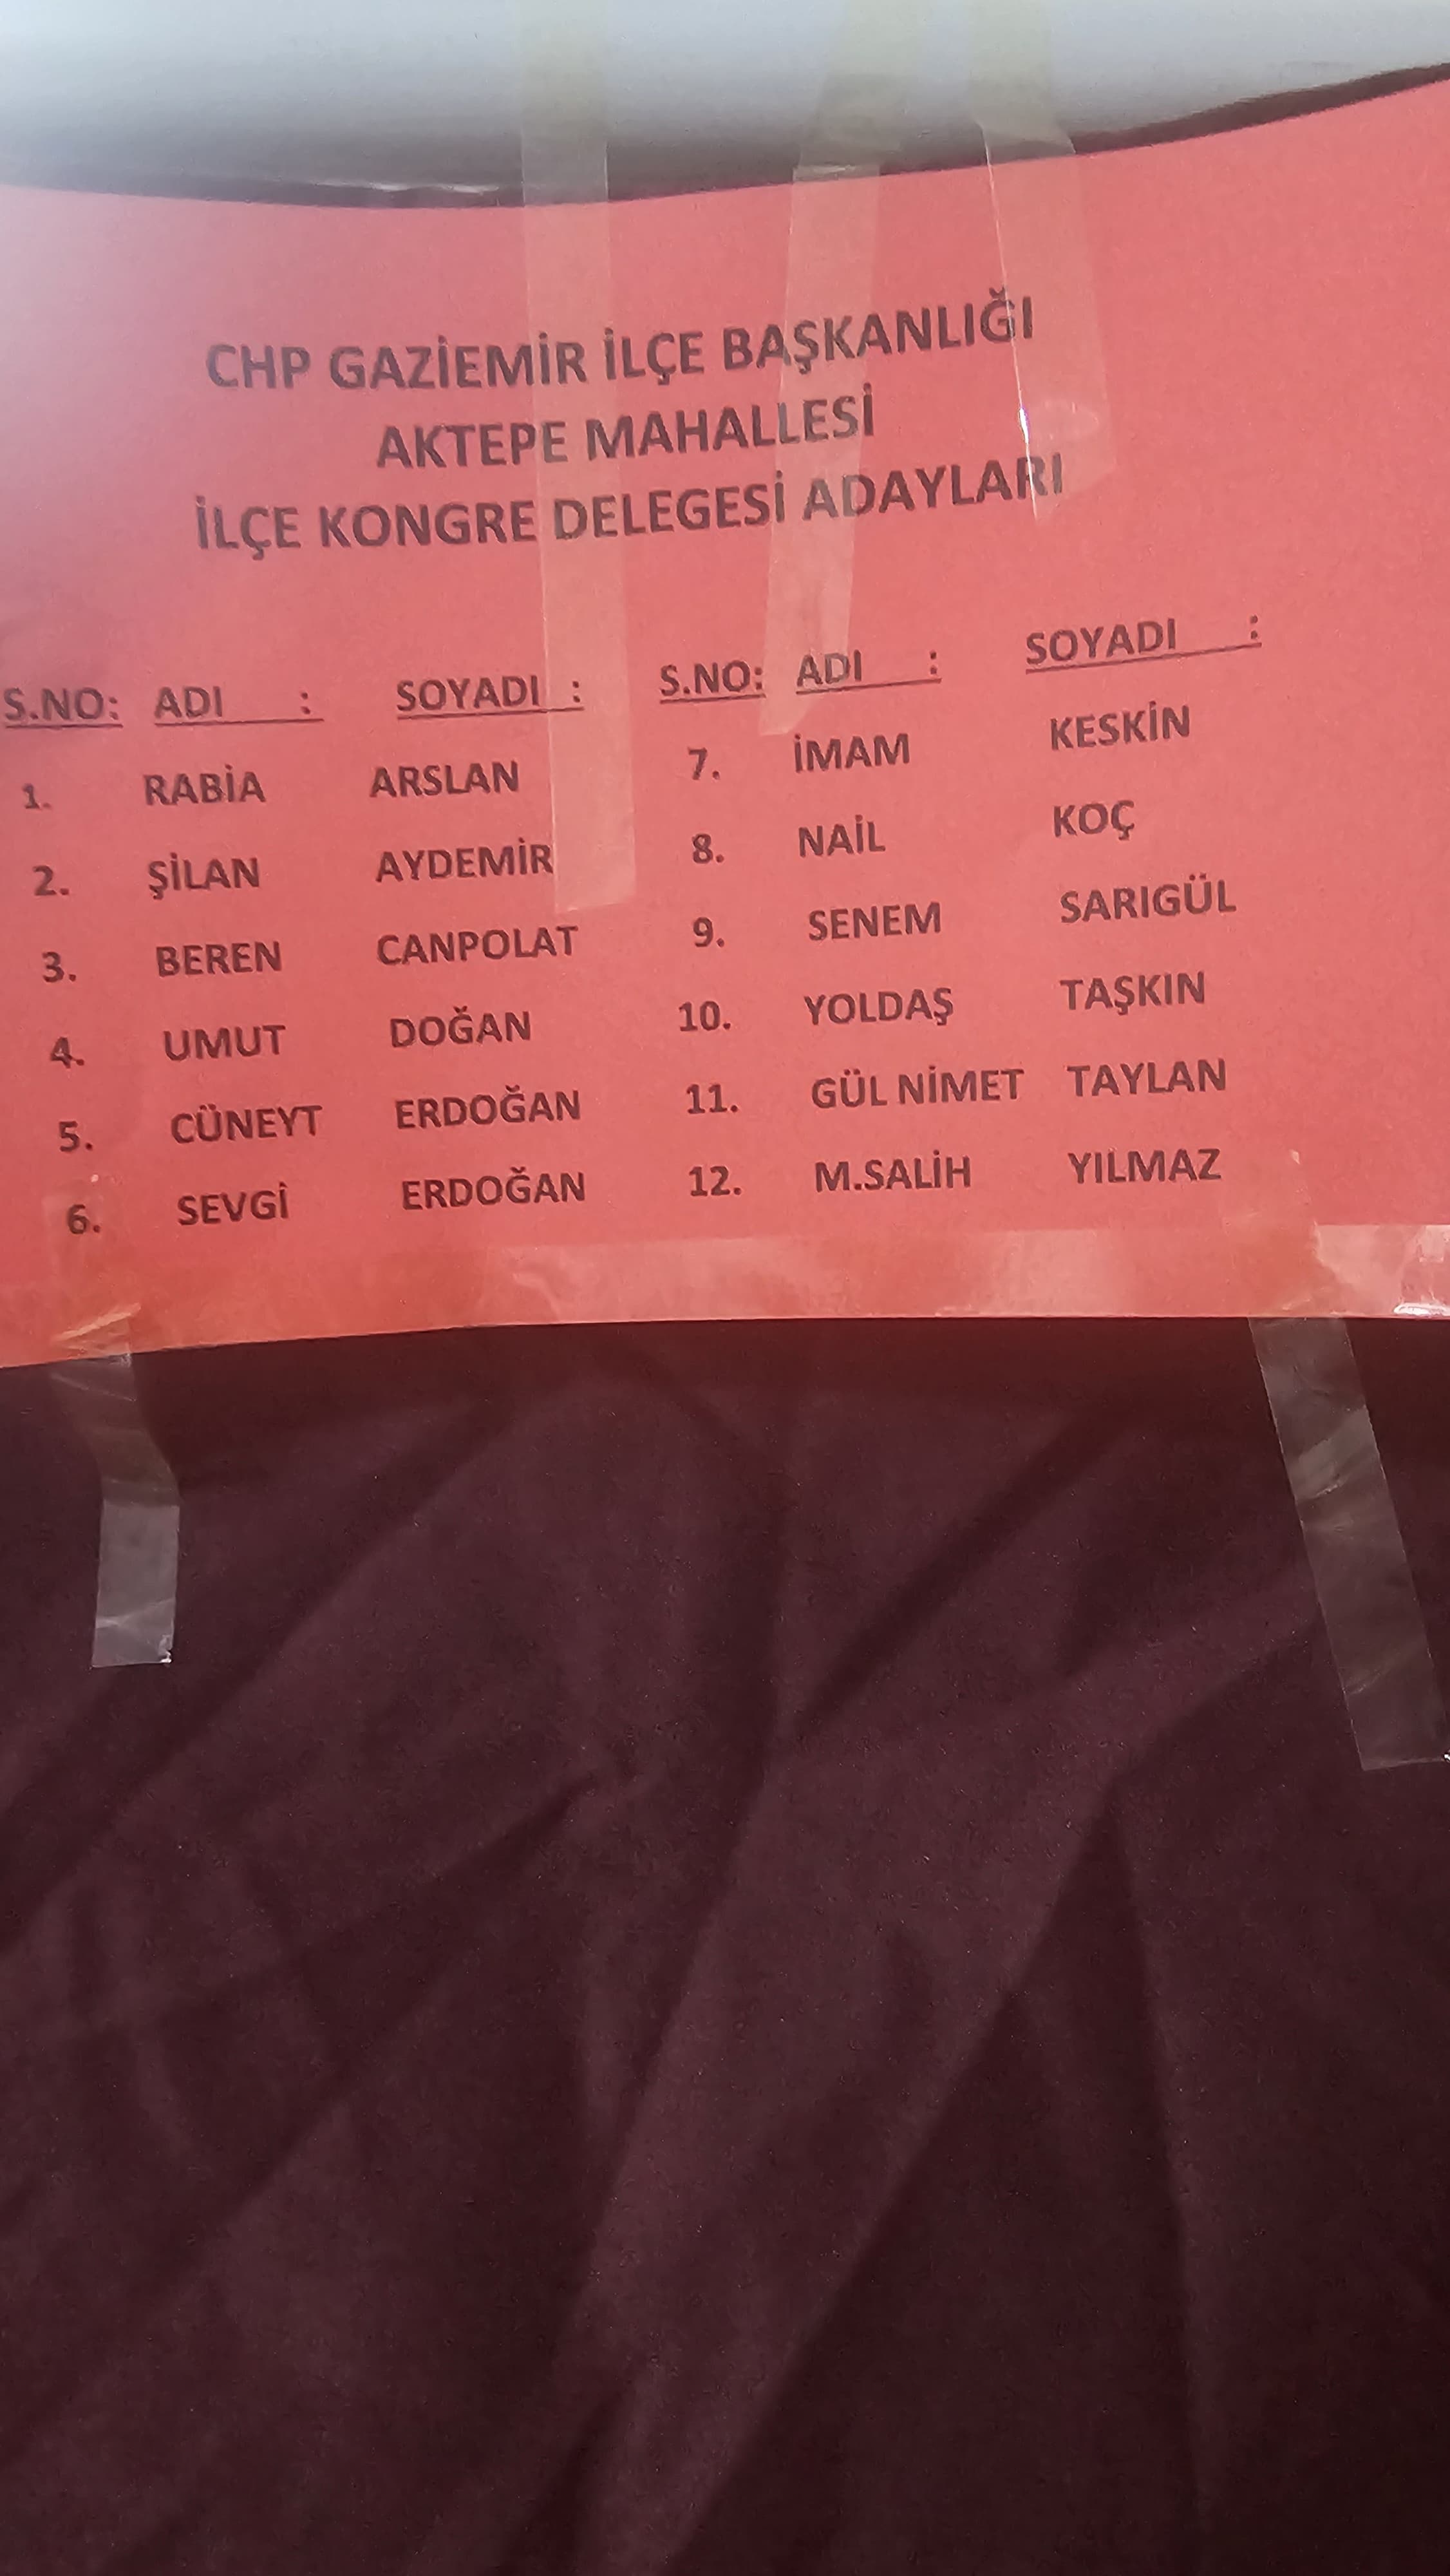 CHP GAZİEMİR İLÇE BAŞKANLIĞI
AKTEPE MAHALLESİ
İLÇE KONGRE DELEGESİ ADAYLARI
S.NO: ADI : SOYADI : S.NO: ADI : SOYADI :
1. RABİA ARSLAN 7. İMAM KESKİN
2. ŞİLAN AYDEMİR 8. NAİL KOÇ
3. BEREN CANPOLAT 9. SENEM SARIGÜL
4. UMUT DOĞAN 10. YOLDAŞ TAŞKIN
5. CÜNEYT ERDOĞAN 11. GÜL NİMET TAYLAN
6. SEVGİ ERDOĞAN 12. M.SALİH YILMAZ